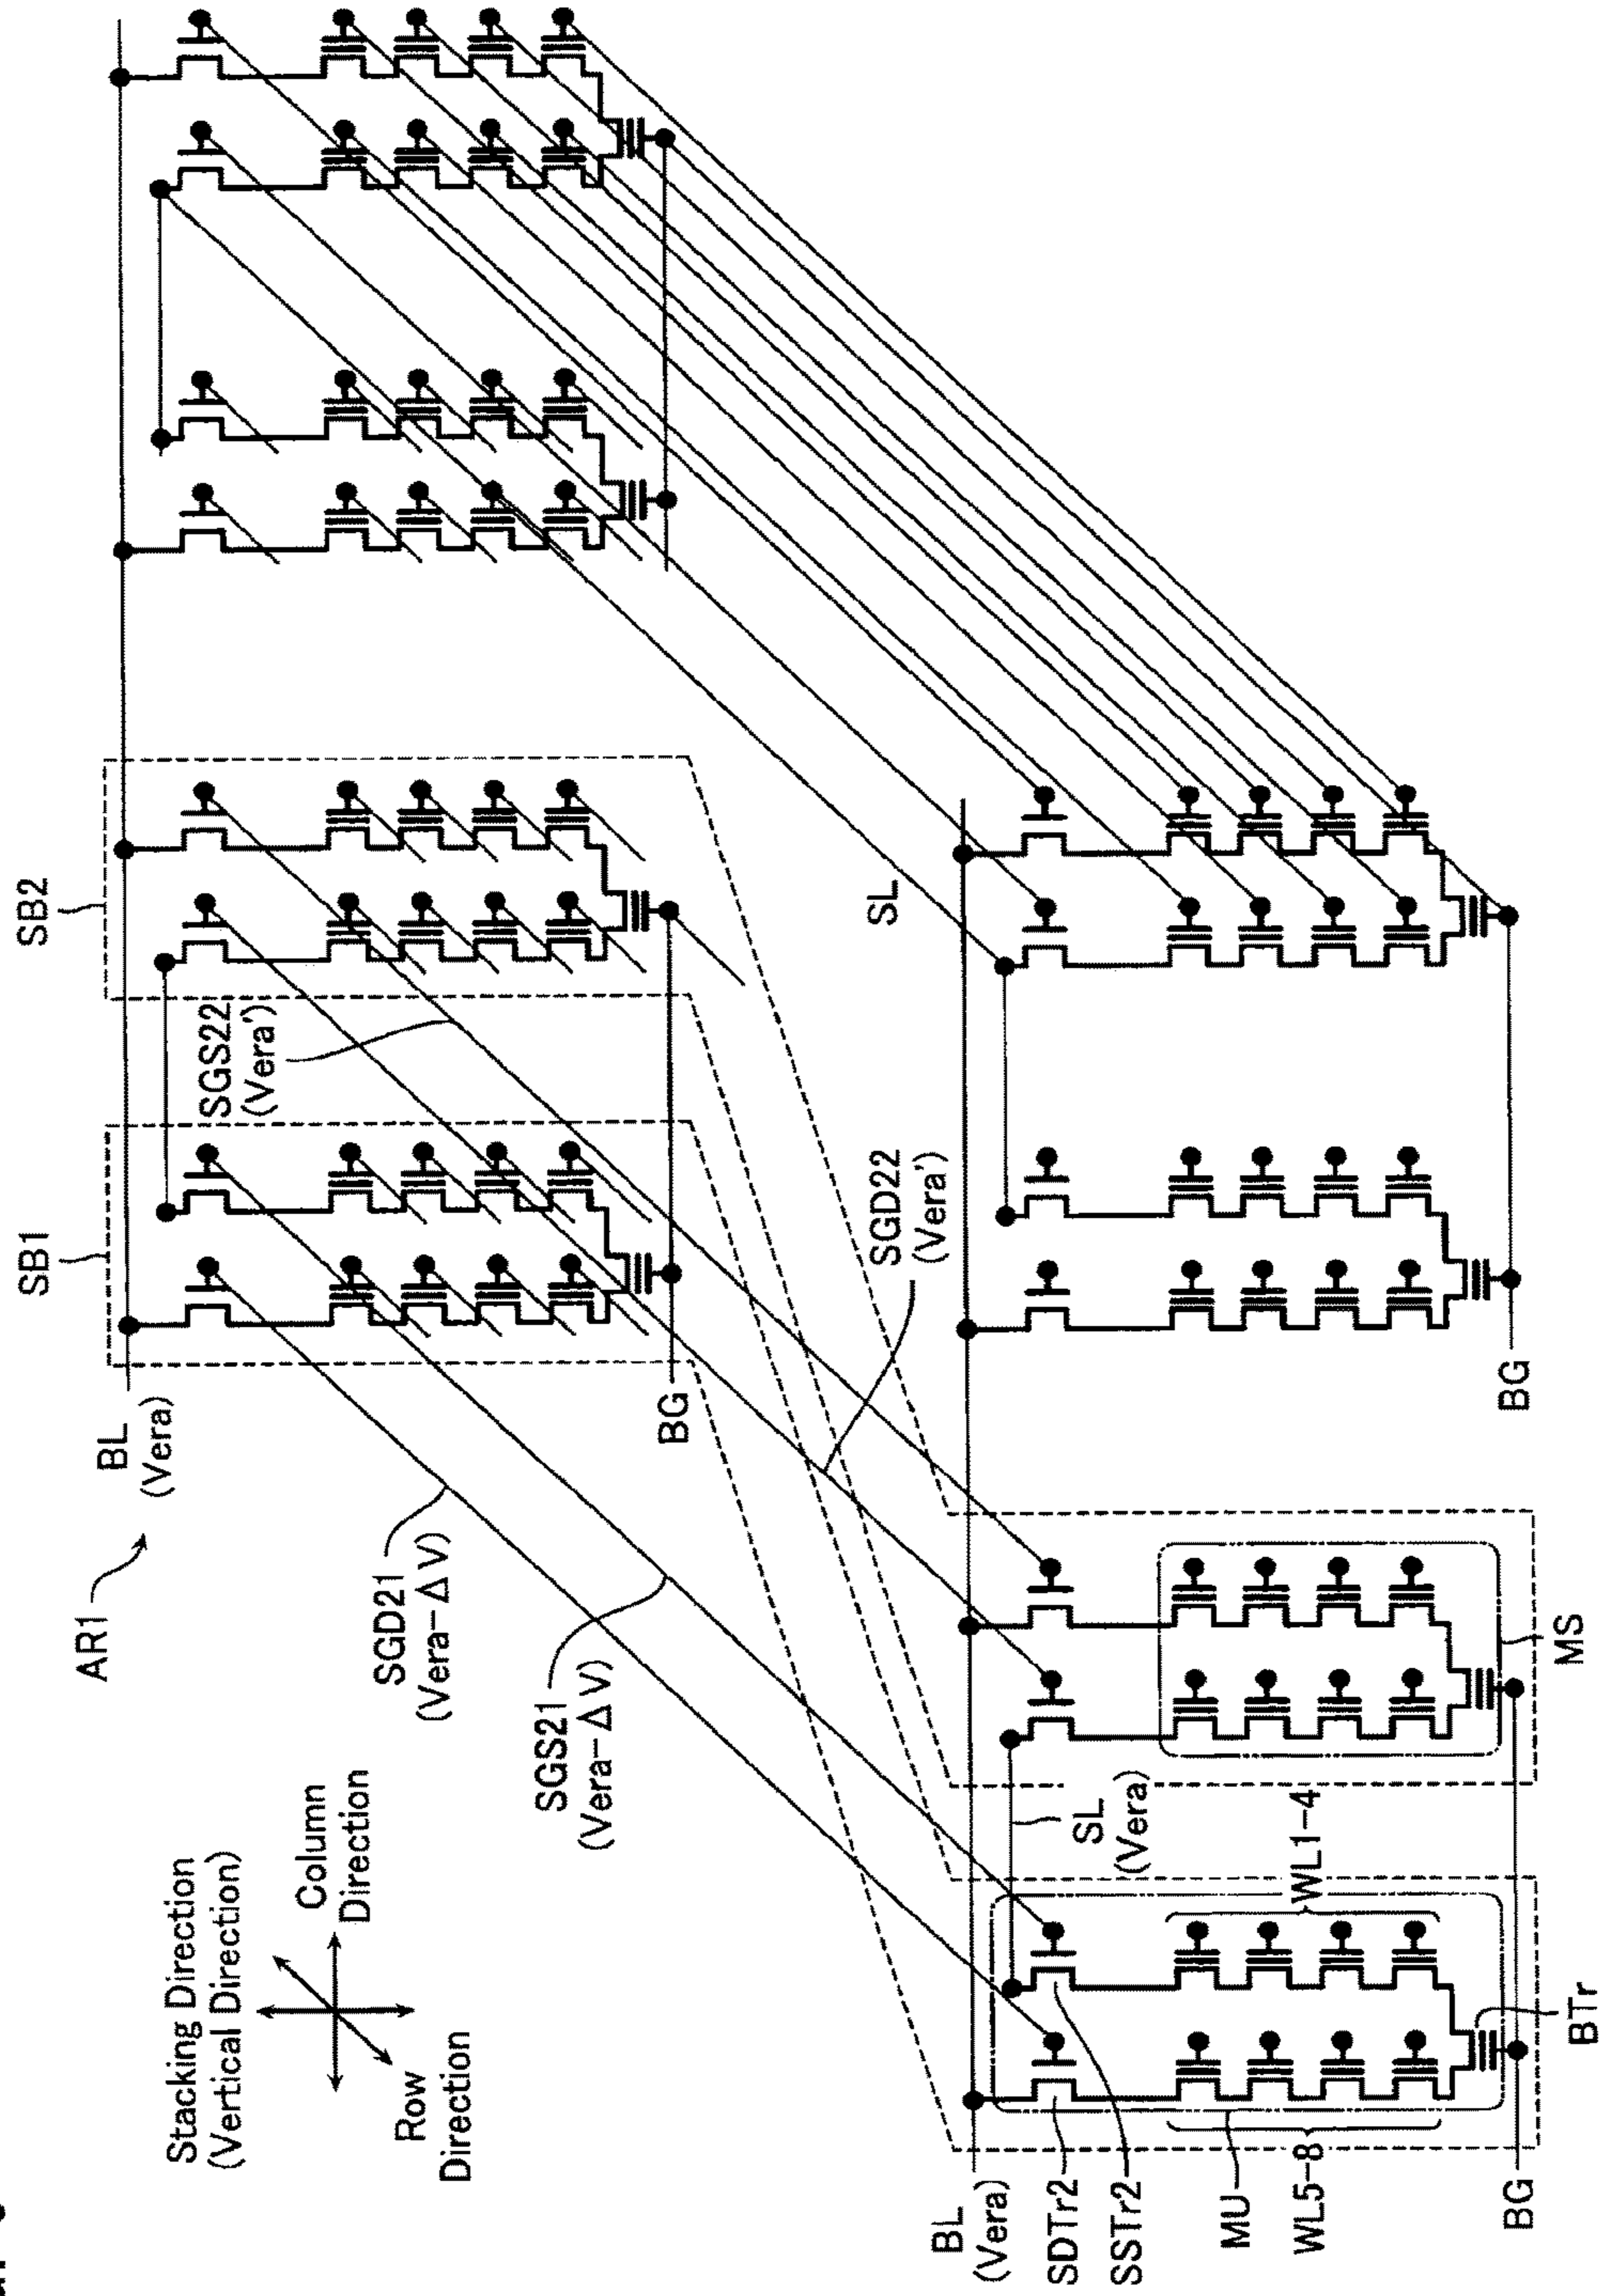 AR1
BL
(Vera)
SB1
SB2
Stacking Direction
(Vertical Direction)
Column
Direction
Row
Direction
SGD21
(Vera-ΔV)
SGS21
(Vera-ΔV)
SGS22
(Vera')
BG
SGD22
(Vera')
SL
BL
(Vera)
SDTr2
SSTr2
MU
WL5-8
BG
SL
(Vera)
WL1-4
BTr
MS
BG